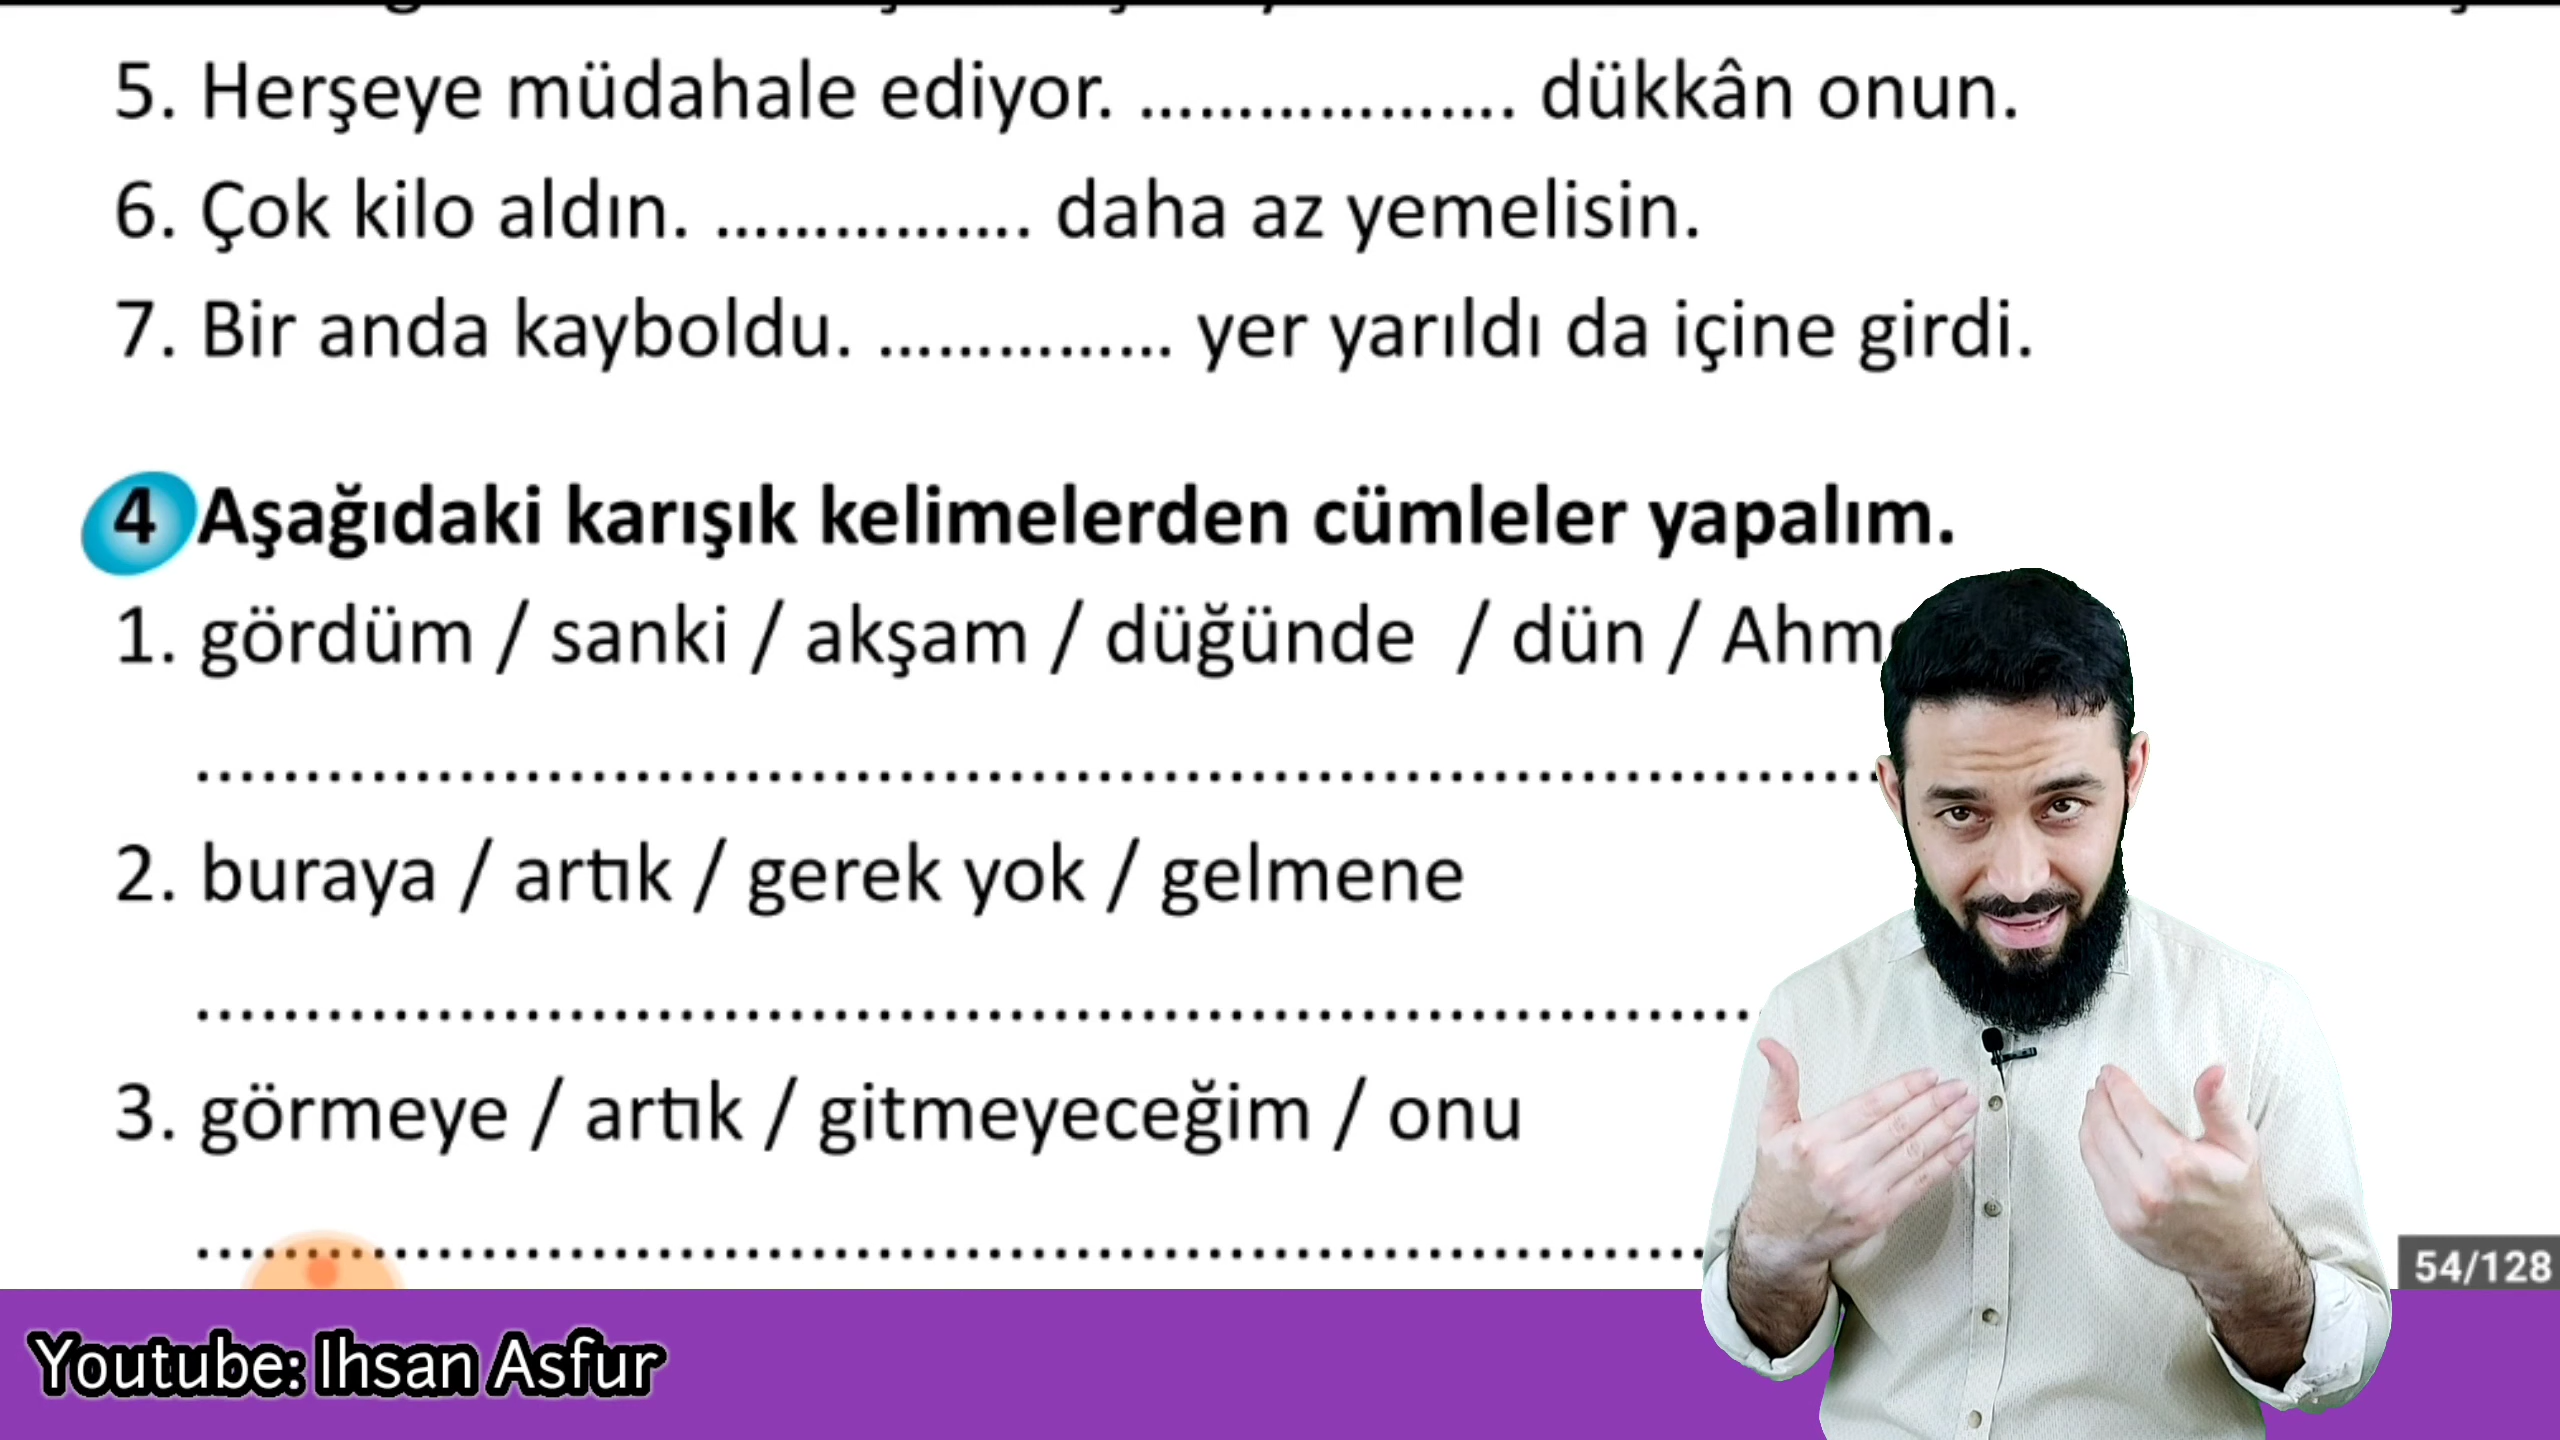 5. Herşeye müdahale ediyor. ................... dükkân onun.
6. Çok kilo aldın. ................ daha az yemelisin.
7. Bir anda kayboldu. ............... yer yarıldı da içine girdi.
4 Aşağıdaki karışık kelimelerden cümleler yapalım.
1. gördüm / sanki / akşam / düğünde / dün /
2. buraya / artık / gerek yok / gelmene
3. görmeye / artık / gitmeyeceğim / onu
54/128
Youtube: Ihsan Asfur